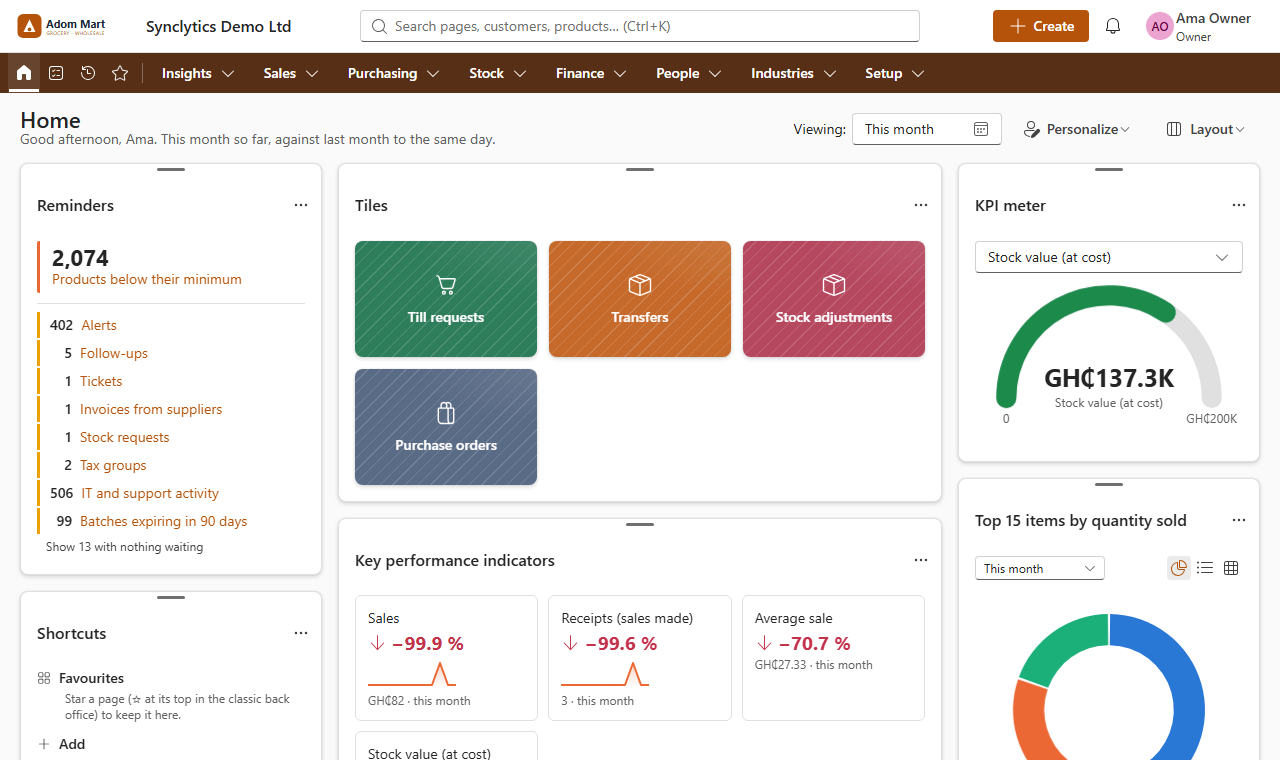 Adom Mart
GROCERY · WHOLESALE
Synclytics Demo Ltd
Search pages, customers, products... (Ctrl+K)
Create
AO
Ama Owner
Owner
Insights
Sales
Purchasing
Stock
Finance
People
Industries
Setup
Home
Good afternoon, Ama. This month so far, against last month to the same day.
Viewing:
This month
Personalize
Layout
Reminders
2,074
Products below their minimum
402 Alerts
5 Follow-ups
1 Tickets
1 Invoices from suppliers
1 Stock requests
2 Tax groups
506 IT and support activity
99 Batches expiring in 90 days
Show 13 with nothing waiting
Shortcuts
Favourites
Star a page (☆ at its top in the classic back
office) to keep it here.
Add
Tiles
Till requests
Transfers
Stock adjustments
Purchase orders
Key performance indicators
Sales
−99.9 %
GH₵82 · this month
Receipts (sales made)
−99.6 %
3 · this month
Average sale
−70.7 %
GH₵27.33 · this month
Stock value (at cost)
KPI meter
Stock value (at cost)
GH₵137.3K
Stock value (at cost)
0
GH₵200K
Top 15 items by quantity sold
This month